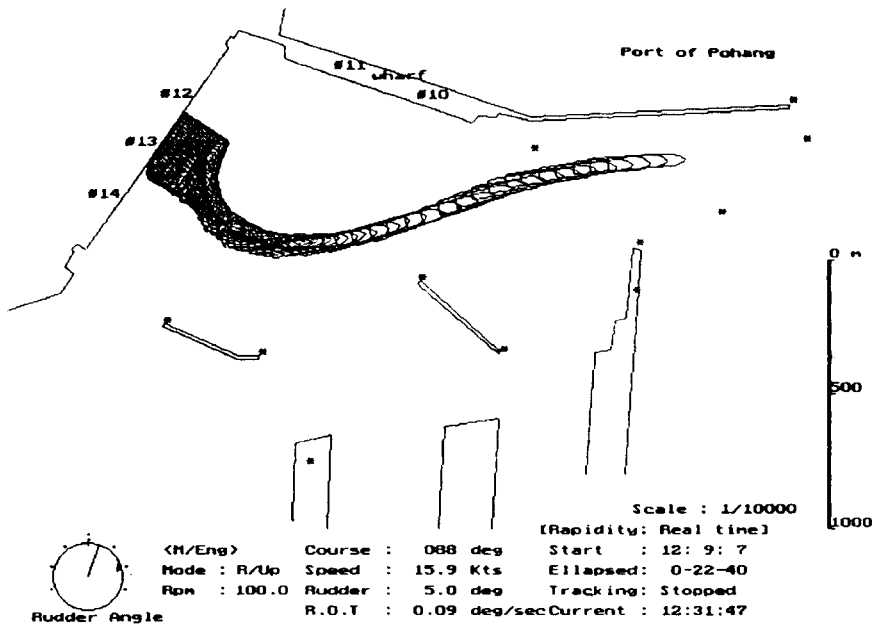 Port of Pohang
#11
wharf
#10
#12
#13
#14
0 m
500
1000
Scale : 1/10000
[Rapidity: Real time]
<M/Eng> Course : 088 deg Start : 12: 9: 7
Mode : R/Up Speed : 15.9 Kts Ellapsed: 0-22-40
Rpm : 100.0 Rudder : 5.0 deg Tracking: Stopped
R.O.T : 0.09 deg/sec Current : 12:31:47
Rudder Angle